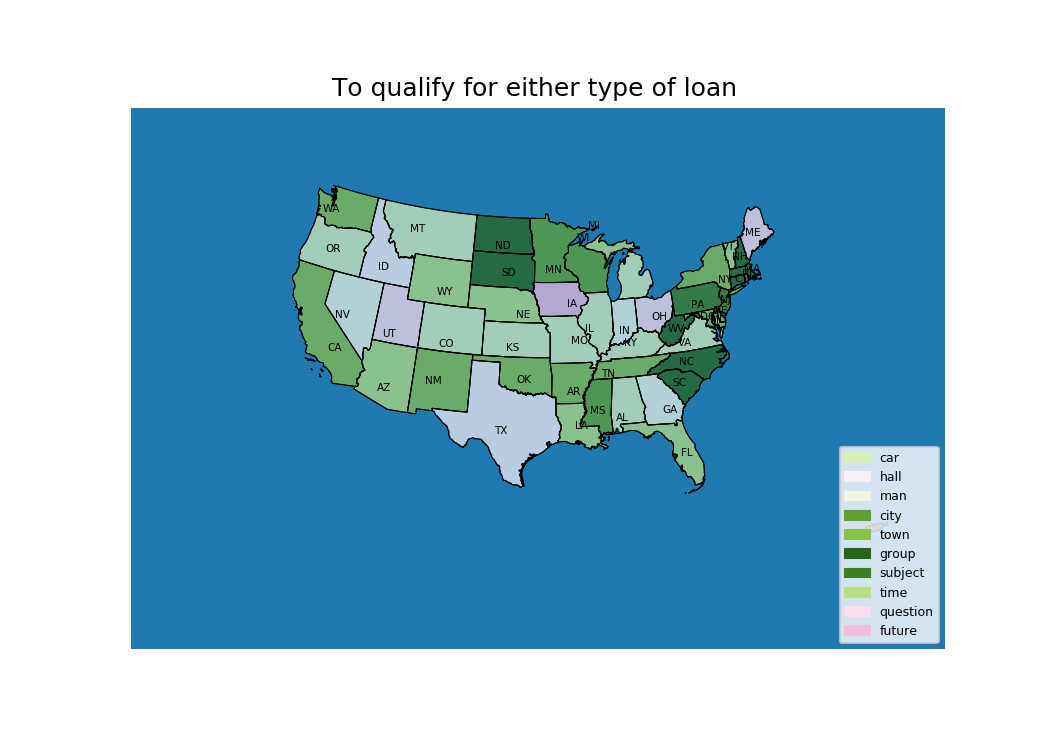 To qualify for either type of loan
WA
MT
ND
MN
MI
WI
ME
VT
NH
MA
OR
ID
SD
WY
NY
CT
NV
UT
CO
NE
IA
IL
IN
OH
PA
DC
WV
VA
KY
KS
MO
CA
AZ
NM
OK
AR
TN
NC
SC
TX
LA
MS
AL
GA
FL
car
hall
man
city
town
group
subject
time
question
future